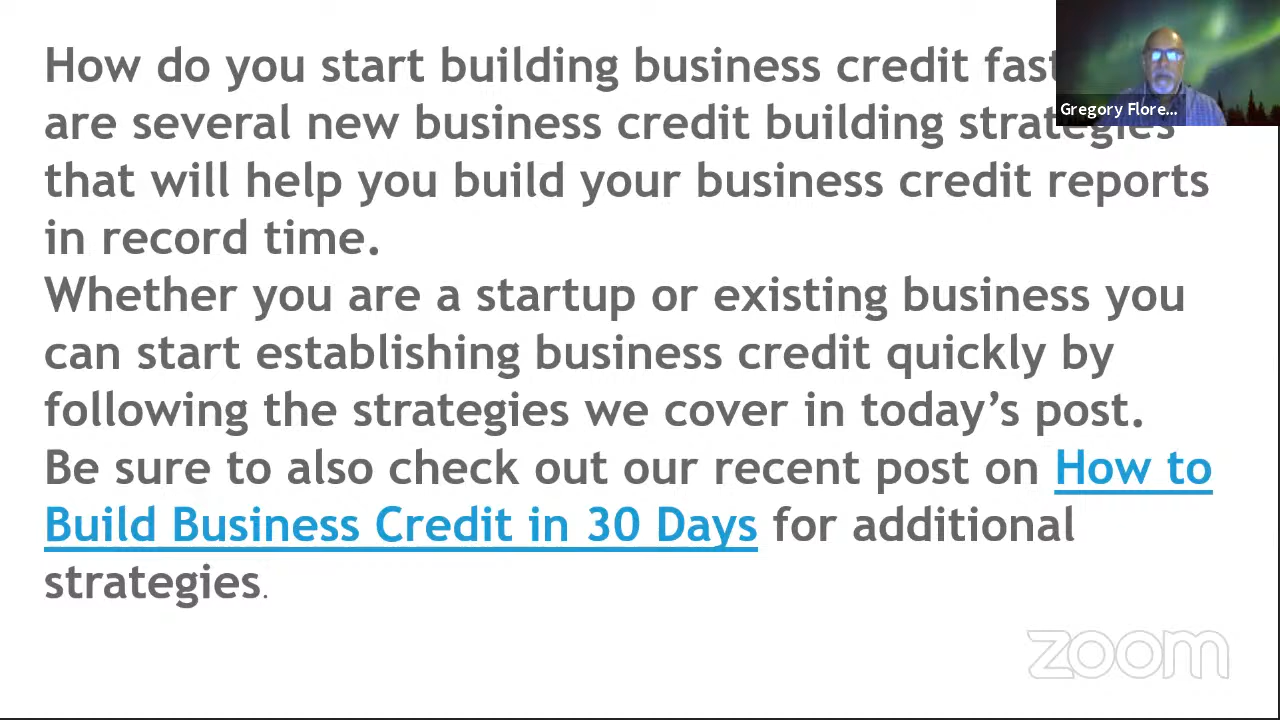 How do you start building business credit fast
are several new business credit building strategies
that will help you build your business credit reports
in record time.
Whether you are a startup or existing business you
can start establishing business credit quickly by
following the strategies we cover in today's post.
Be sure to also check out our recent post on How to
Build Business Credit in 30 Days for additional
strategies.
Gregory Flore...
zoom